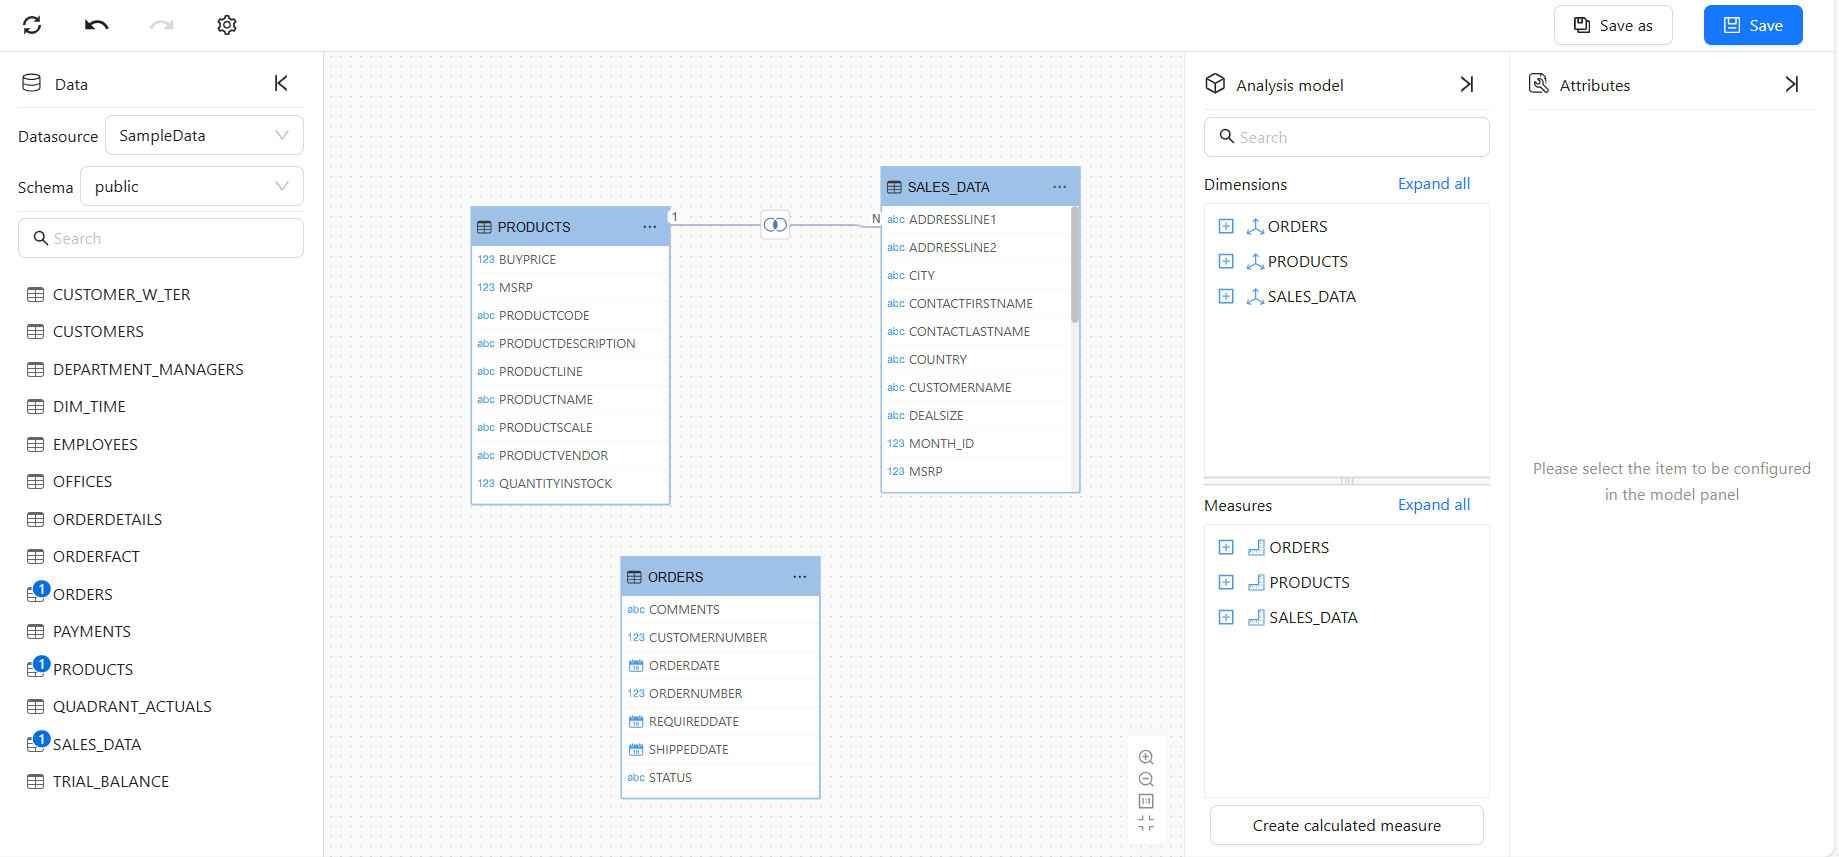 Save as
Save
Data
Datasource
SampleData
Schema
public
Search
CUSTOMER_W_TER
CUSTOMERS
DEPARTMENT_MANAGERS
DIM_TIME
EMPLOYEES
OFFICES
ORDERDETAILS
ORDERFACT
1
ORDERS
PAYMENTS
1
PRODUCTS
QUADRANT_ACTUALS
1
SALES_DATA
TRIAL_BALANCE
PRODUCTS ...
123 BUYPRICE
123 MSRP
abc PRODUCTCODE
abc PRODUCTDESCRIPTION
abc PRODUCTLINE
abc PRODUCTNAME
abc PRODUCTSCALE
abc PRODUCTVENDOR
123 QUANTITYINSTOCK
1
N
SALES_DATA ...
abc ADDRESSLINE1
abc ADDRESSLINE2
abc CITY
abc CONTACTFIRSTNAME
abc CONTACTLASTNAME
abc COUNTRY
abc CUSTOMERNAME
abc DEALSIZE
123 MONTH_ID
123 MSRP
ORDERS ...
abc COMMENTS
123 CUSTOMERNUMBER
15 ORDERDATE
123 ORDERNUMBER
15 REQUIREDDATE
15 SHIPPEDDATE
abc STATUS
Analysis model
Search
Dimensions
Expand all
ORDERS
PRODUCTS
SALES_DATA
Measures
Expand all
ORDERS
PRODUCTS
SALES_DATA
Create calculated measure
Attributes
Please select the item to be configured
in the model panel